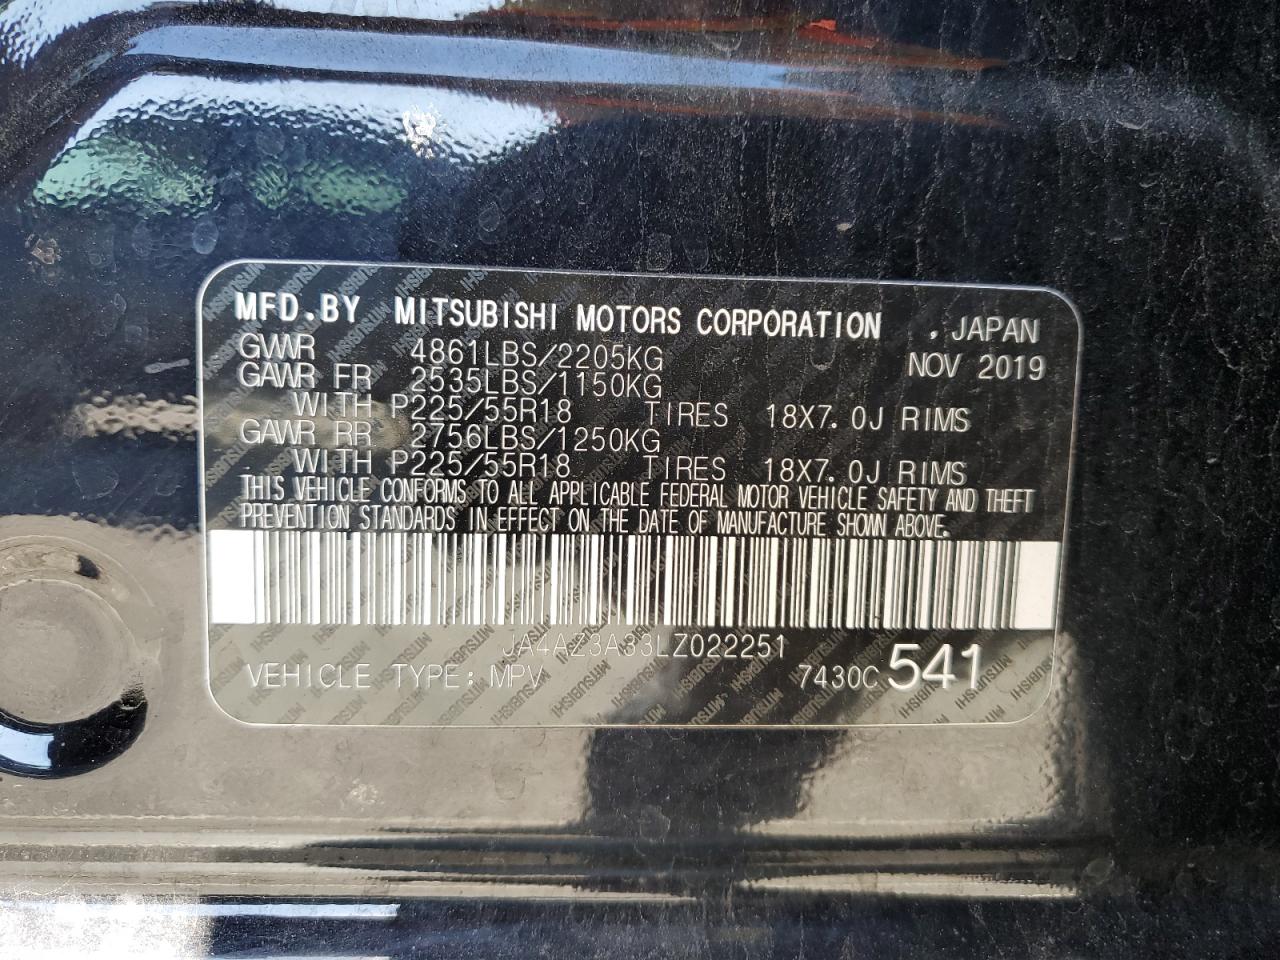 MFD.BY MITSUBISHI MOTORS CORPORATION , JAPAN
GWWR 4861LBS/2205KG NOV 2019
GAWR FR 2535LBS/1150KG
WITH P225/55R18 TIRES 18X7.0J RIMS
GAWR RR 2756LBS/1250KG
WITH P225/55R18 TIRES 18X7.0J RIMS
THIS VEHICLE CONFORMS TO ALL APPLICABLE FEDERAL MOTOR VEHICLE SAFETY AND THEFT
PREVENTION STANDARDS IN EFFECT ON THE DATE OF MANUFACTURE SHOWN ABOVE.
JA4AZ3A33LZ022251
VEHICLE TYPE: MPV 7430C 541